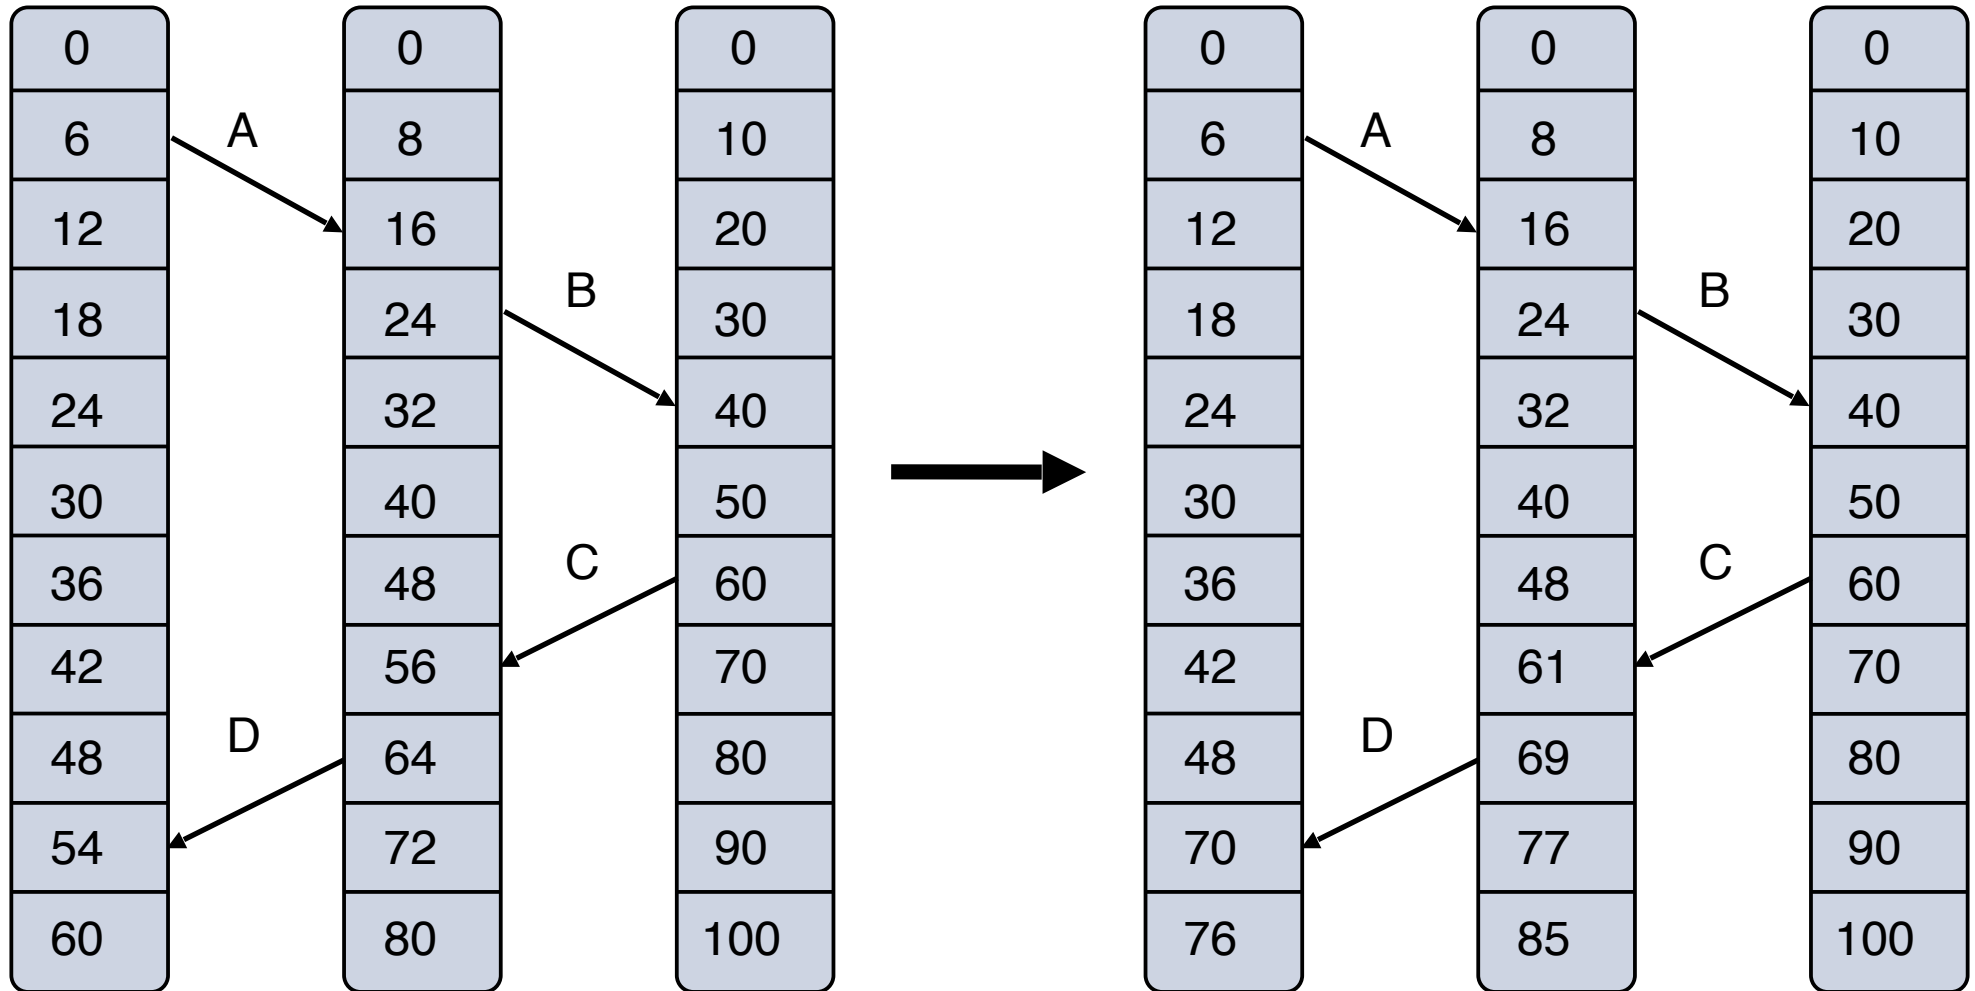 0 0 0 0 0 0
6 A 8 10 6 A 8 10
12 16 20 12 16 20
18 24 B 30 18 24 B 30
24 32 40 24 32 40
30 40 50 30 40 50
36 48 C 60 36 48 C 60
42 56 70 42 61 70
48 D 64 80 48 D 69 80
54 72 90 70 77 90
60 80 100 76 85 100